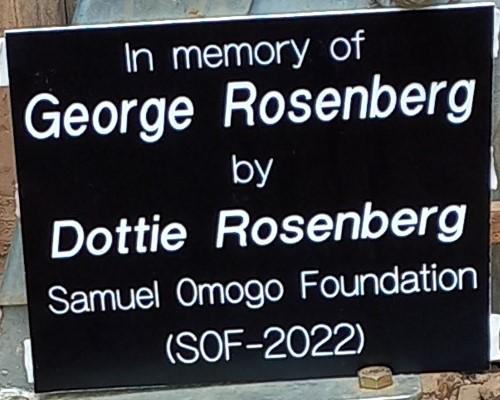 In memory of
George Rosenberg
by
Dottie Rosenberg
Samuel Omogo Foundation
(SOF-2022)